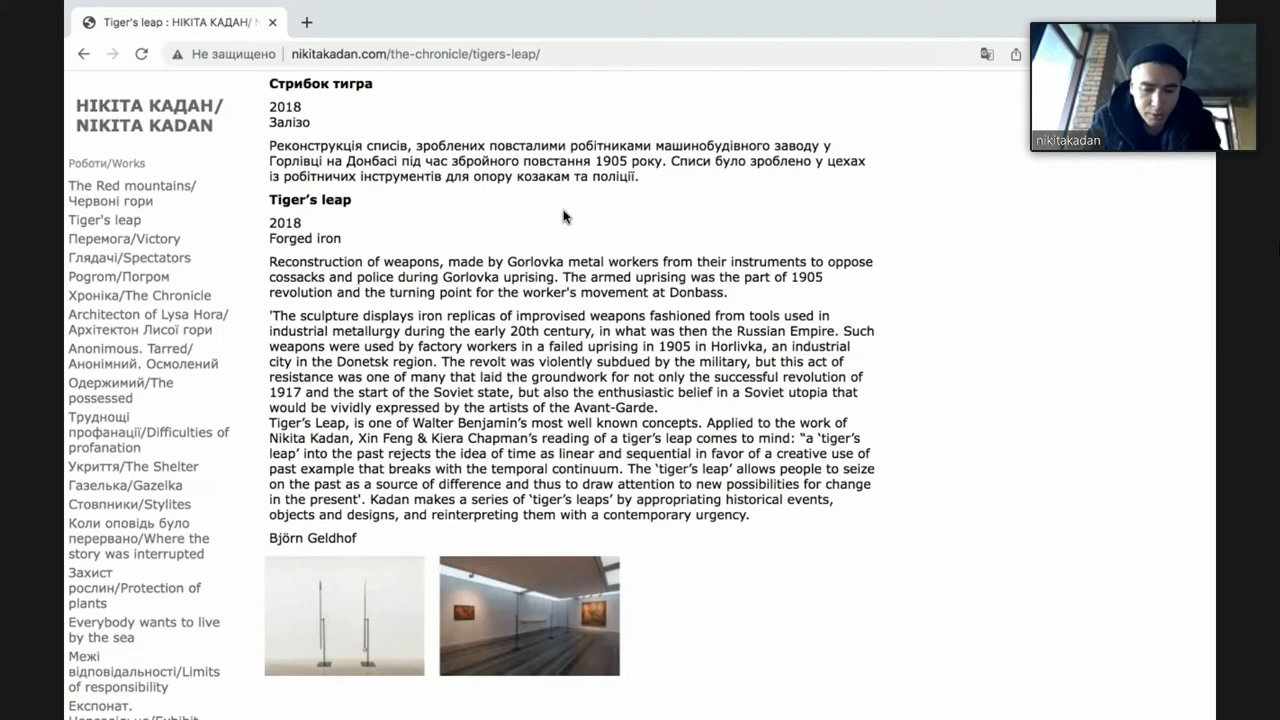 Tiger's leap : НІКІТА КАДАН/
Не защищено
nikitakadan.com/the-chronicle/tigers-leap/
nikitakadan
НІКІТА КАДАН/
NIKITA KADAN
Роботи/Works
The Red mountains/
Червоні гори
Tiger's leap
Перемога/Victory
Глядачі/Spectators
Pogrom/Погром
Хроніка/The Chronicle
Architecton of Lysa Hora/
Архітектон Лисої гори
Anonimous. Tarred/
Анонімний. Осмолений
Одержимий/The
possessed
Труднощі
профанації/Difficulties of
profanation
Укриття/The Shelter
Газелька/Gazelka
Стовпники/Stylites
Коли оповідь було
перервано/Where the
story was interrupted
Захист
рослин/Protection of
plants
Everybody wants to live
by the sea
Межі
відповідальності/Limits
of responsibility
Експонат.
Стрибок тигра
2018
Залізо
Реконструкція списів, зроблених повсталими робітниками машинобудівного заводу у
Горлівці на Донбасі під час збройного повстання 1905 року. Списи було зроблено у цехах
із робітничих інструментів для опору козакам та поліції.
Tiger’s leap
2018
Forged iron
Reconstruction of weapons, made by Gorlovka metal workers from their instruments to oppose
cossacks and police during Gorlovka uprising. The armed uprising was the part of 1905
revolution and the turning point for the worker's movement at Donbass.
'The sculpture displays iron replicas of improvised weapons fashioned from tools used in
industrial metallurgy during the early 20th century, in what was then the Russian Empire. Such
weapons were used by factory workers in a failed uprising in 1905 in Horlivka, an industrial
city in the Donetsk region. The revolt was violently subdued by the military, but this act of
resistance was one of many that laid the groundwork for not only the successful revolution of
1917 and the start of the Soviet state, but also the enthusiastic belief in a Soviet utopia that
would be vividly expressed by the artists of the Avant-Garde.
Tiger’s Leap, is one of Walter Benjamin’s most well known concepts. Applied to the work of
Nikita Kadan, Xin Feng & Kiera Chapman’s reading of a tiger’s leap comes to mind: “a ‘tiger’s
leap’ into the past rejects the idea of time as linear and sequential in favor of a creative use of
past example that breaks with the temporal continuum. The ‘tiger’s leap’ allows people to seize
on the past as a source of difference and thus to draw attention to new possibilities for change
in the present'. Kadan makes a series of ‘tiger’s leaps’ by appropriating historical events,
objects and designs, and reinterpreting them with a contemporary urgency.
Björn Geldhof